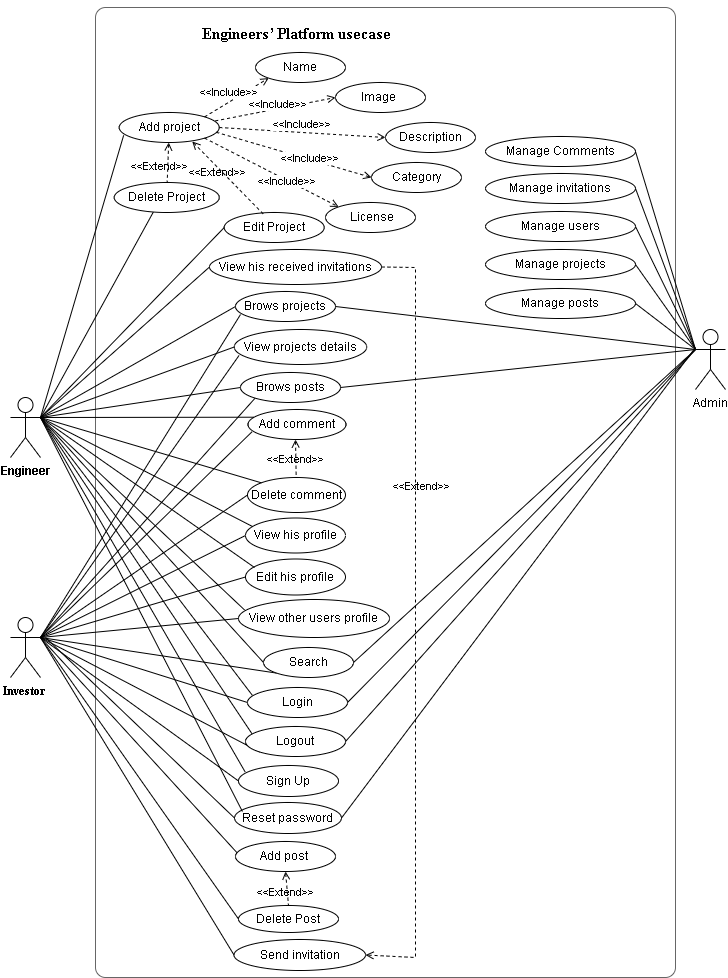 Engineers' Platform usecase
Name
<<Include>>
Image
<<Include>>
Add project
<<Include>>
Description
Manage Comments
<<Extend>>
<<Include>>
<<Extend>>
Category
<<Include>>
Manage invitations
Delete Project
License
Edit Project
Manage users
View his received invitations
Manage projects
Brows projects
Manage posts
View projects details
Brows posts
Admin
Add comment
Engineer
<<Extend>>
<<Extend>>
Delete comment
View his profile
Edit his profile
View other users profile
Search
Investor
Login
Logout
Sign Up
Reset password
Add post
<<Extend>>
Delete Post
Send invitation